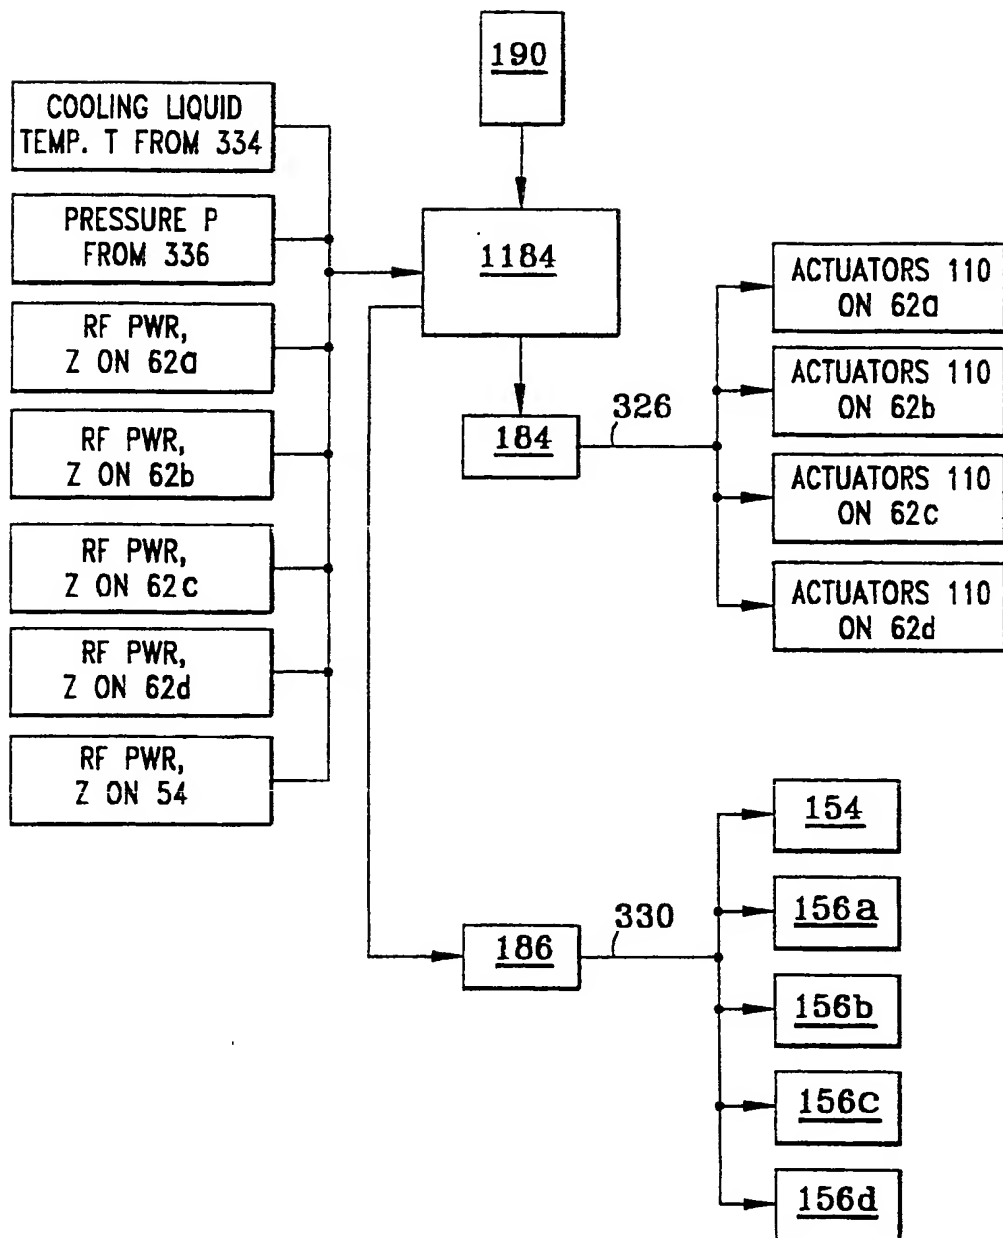 190
COOLING LIQUID
TEMP. T FROM 334
PRESSURE P
FROM 336
RF PWR,
Z ON 62a
RF PWR,
Z ON 62b
RF PWR,
Z ON 62c
RF PWR,
Z ON 62d
RF PWR,
Z ON 54
1184
184
326
ACTUATORS 110
ON 62a
ACTUATORS 110
ON 62b
ACTUATORS 110
ON 62c
ACTUATORS 110
ON 62d
186
330
154
156a
156b
156c
156d